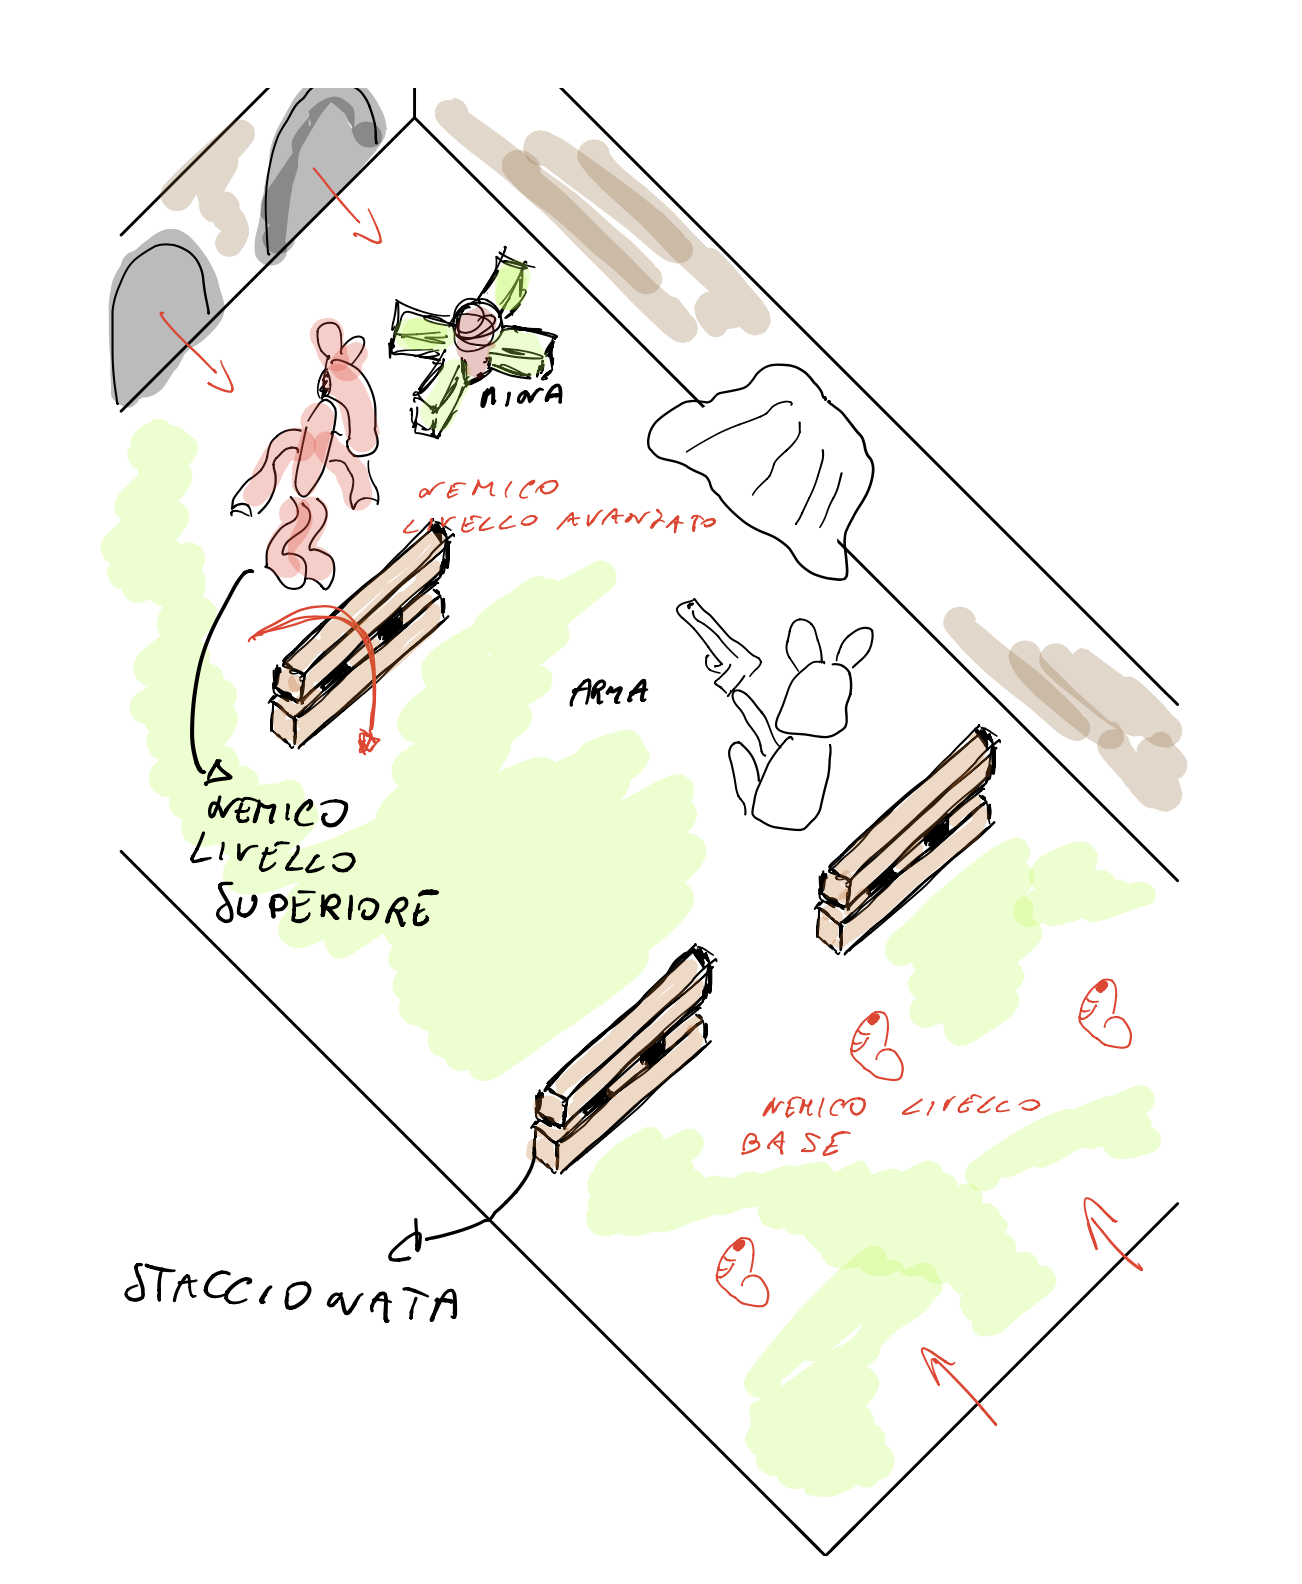 MINA
NEMICO
LIVELLO AVANZATO
ARMA
NEMICO
LIVELLO
SUPERIORE
NEMICO LIVELLO
BASE
STACCIONATA